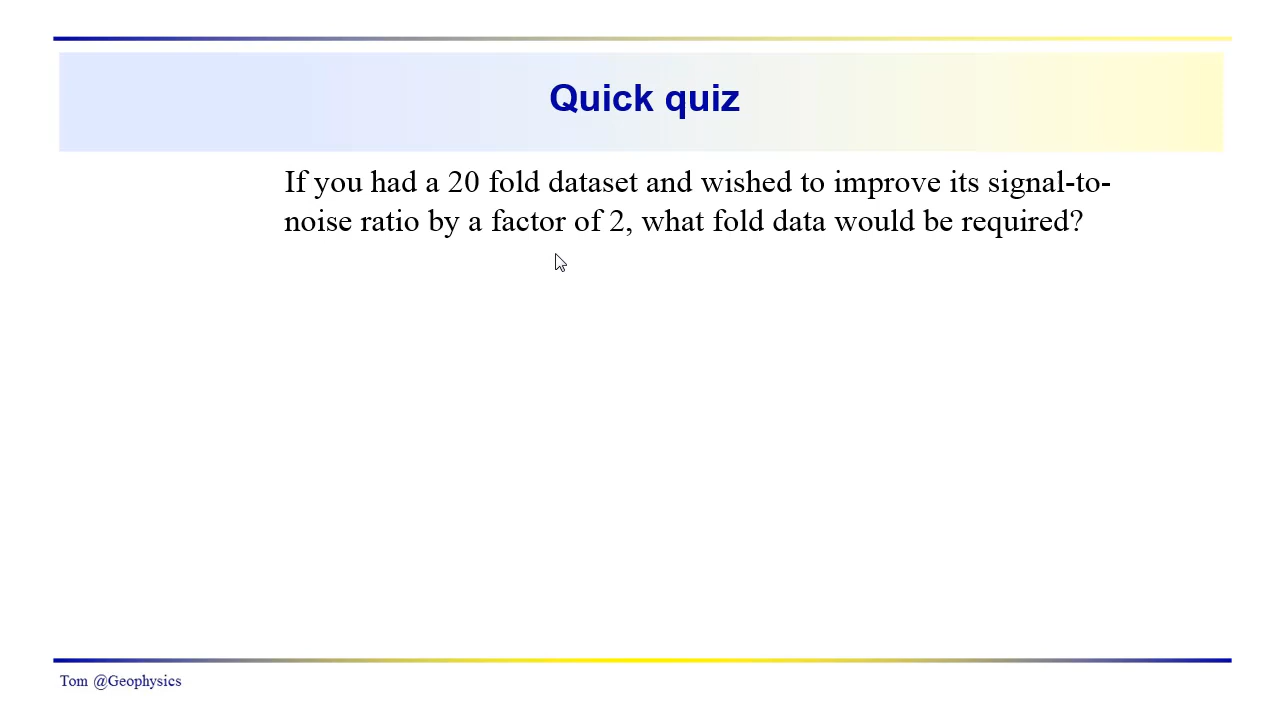 Quick quiz
If you had a 20 fold dataset and wished to improve its signal-to-
noise ratio by a factor of 2, what fold data would be required?
Tom @Geophysics